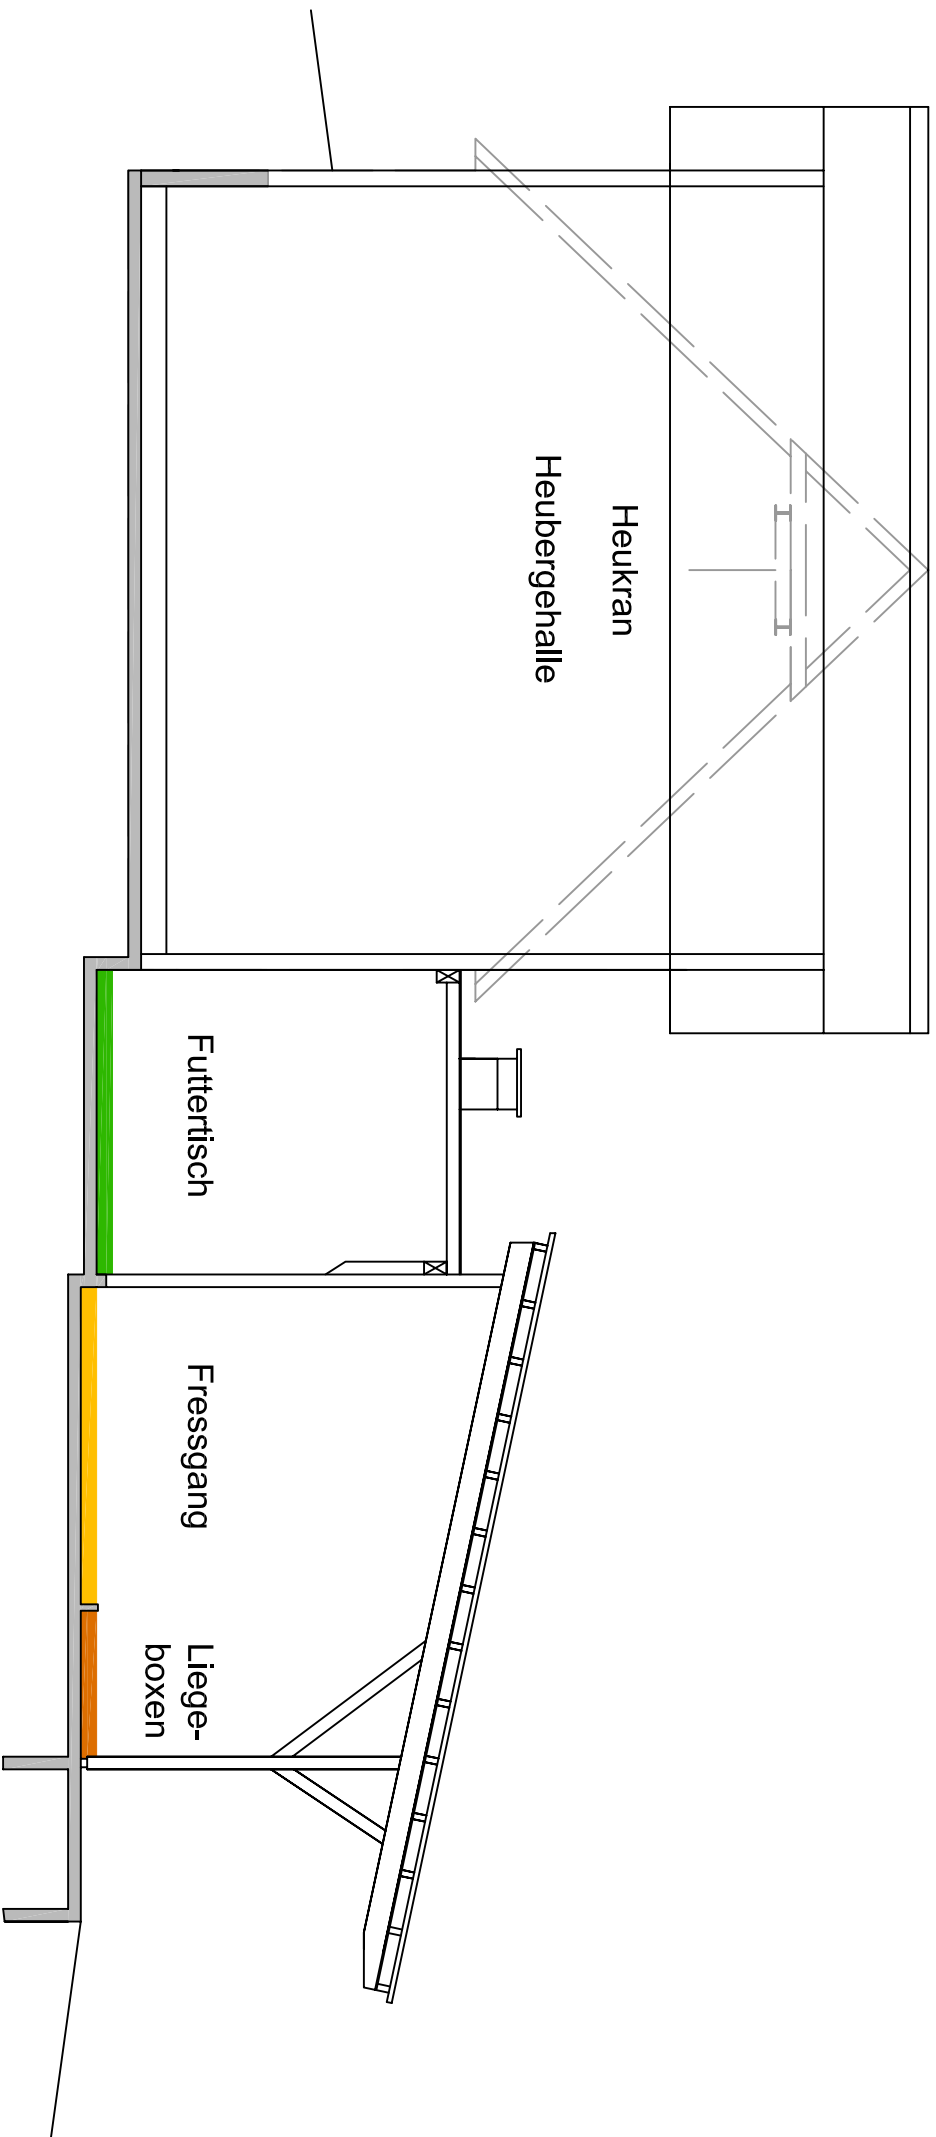 Heukran
Heubergehalle
Futtertisch
Fressgang
Liege-
boxen